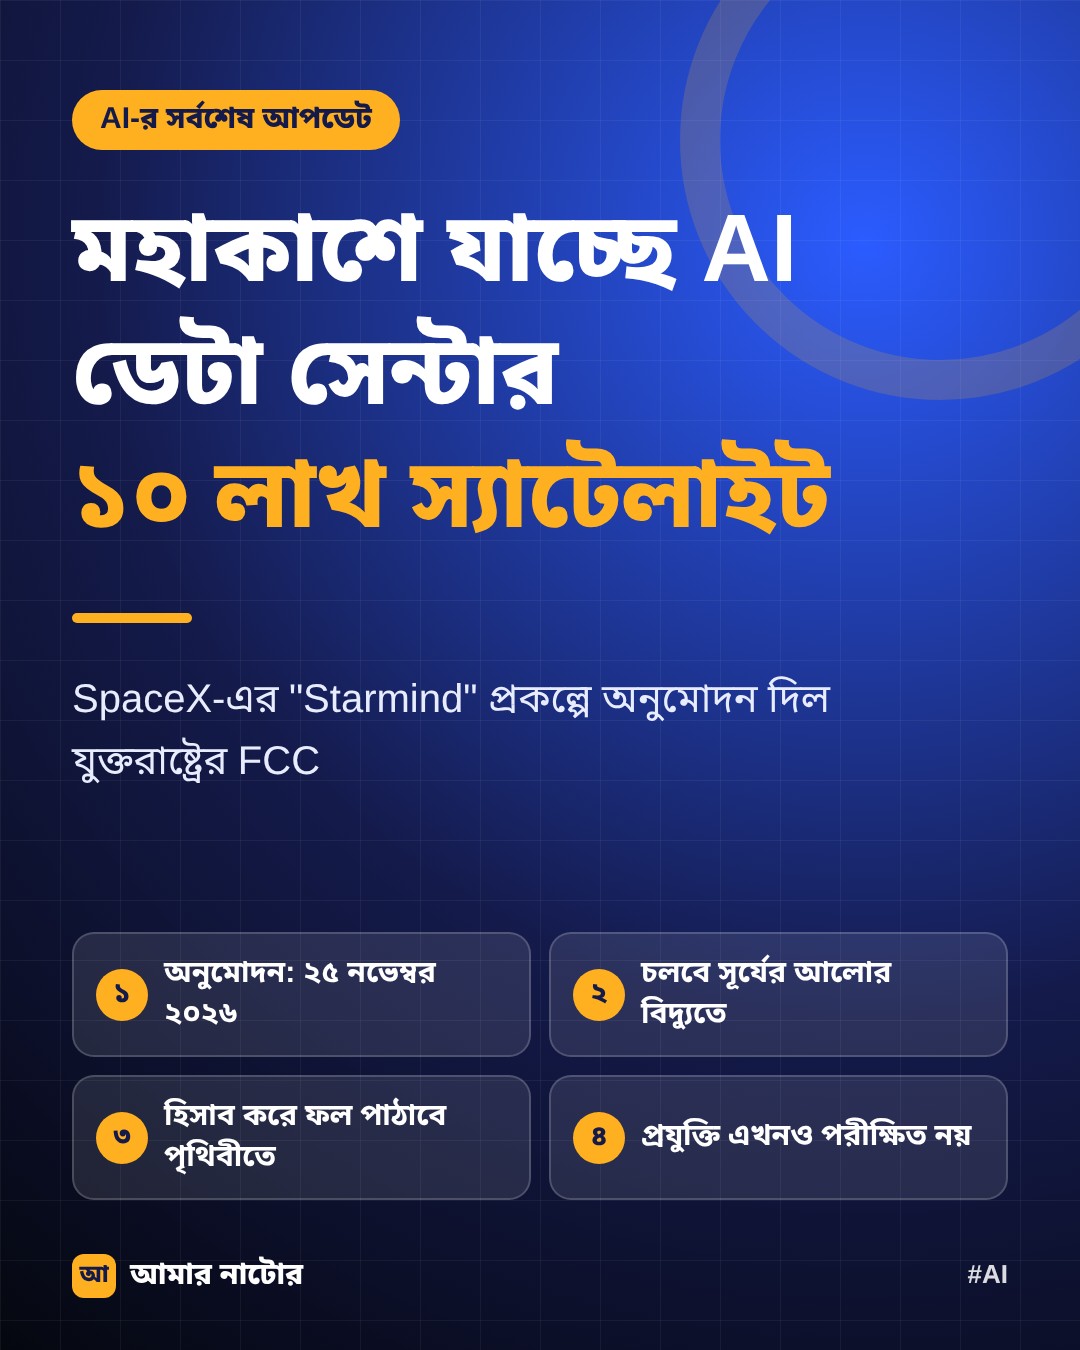 AI-র সর্বশেষ আপডেট
মহাকাশে যাচ্ছে AI
ডেটা সেন্টার
১০ লাখ স্যাটেলাইট
SpaceX-এর "Starmind" প্রকল্পে অনুমোদন দিল
যুক্তরাষ্ট্রের FCC
১
অনুমোদন: ২৫ নভেম্বর
২০২৬
২
চলবে সূর্যের আলোর
বিদ্যুতে
৩
হিসাব করে ফল পাঠাবে
পৃথিবীতে
৪
প্রযুক্তি এখনও পরীক্ষিত নয়
আ
আমার নাটোর
#AI